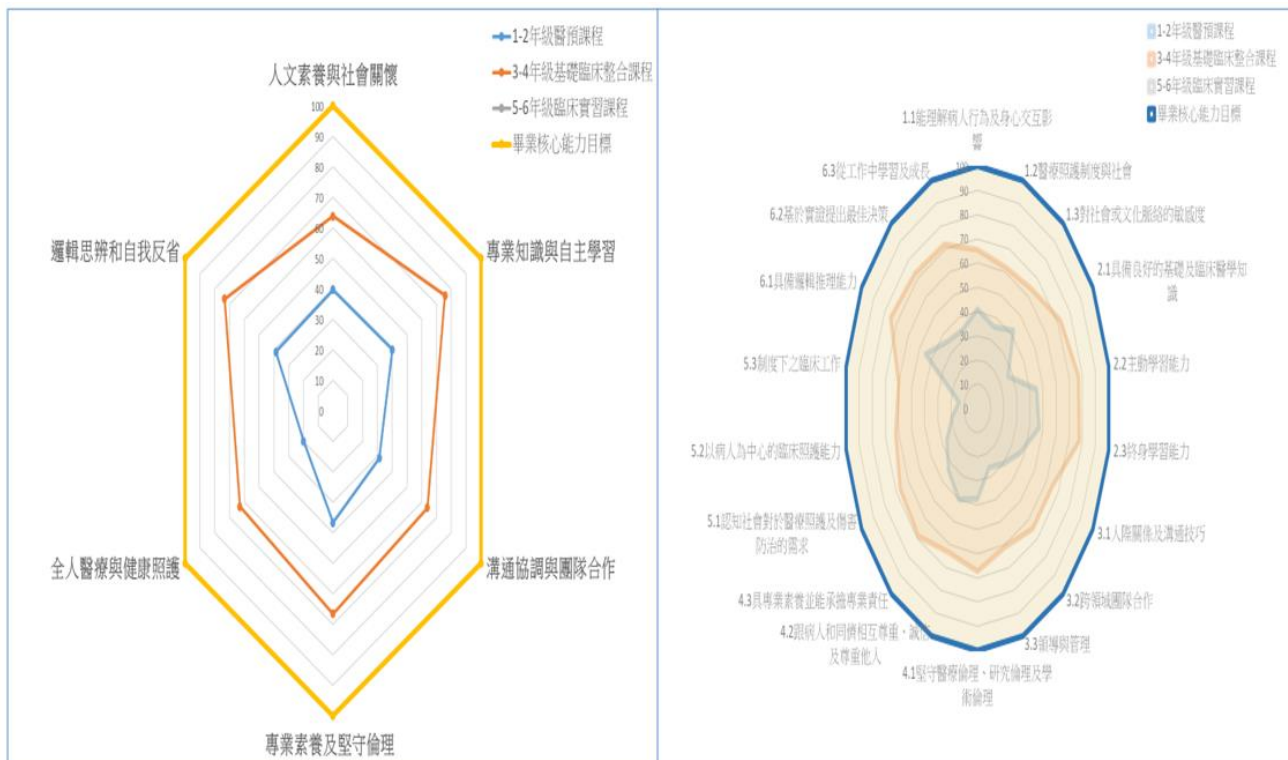 1-2年級醫預課程
3-4年級基礎臨床整合課程
5-6年級臨床實習課程
畢業核心能力目標
人文素養與社會關懷
專業知識與自主學習
溝通協調與團隊合作
專業素養及堅守倫理
全人醫療與健康照護
邏輯思辨和自我反省
100
90
80
70
60
50
40
30
20
10
0
1-2年級醫預課程
3-4年級基礎臨床整合課程
5-6年級臨床實習課程
畢業核心能力目標
1.1能理解病人行為及身心交互影
響
1.2醫療照護制度與社會
1.3對社會或文化脈絡的敏感度
2.1具備良好的基礎及臨床醫學知
識
2.2主動學習能力
2.3終身學習能力
3.1人際關係及溝通技巧
3.2跨領域團隊合作
3.3領導與管理
4.1堅守醫療倫理、研究倫理及學
術倫理
4.2跟病人和同儕相互尊重、誠信
及尊重他人
4.3具專業素養並能承擔專業責任
5.1認知社會對於醫療照護及傷害
防治的需求
5.2以病人為中心的臨床照護能力
5.3制度下之臨床工作
6.1具備邏輯推理能力
6.2基於實證提出最佳決策
6.3從工作中學習及成長
100
90
80
70
60
50
40
30
20
10
0